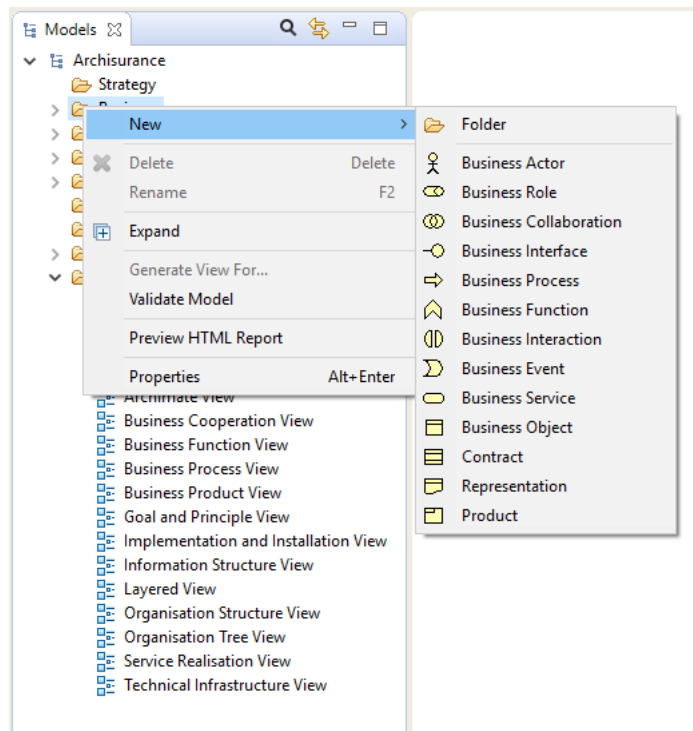 Models
Archisurance
Strategy
New
Delete Delete
Rename F2
Expand
Generate View For...
Validate Model
Preview HTML Report
Properties Alt+Enter
Folder
Business Actor
Business Role
Business Collaboration
Business Interface
Business Process
Business Function
Business Interaction
Business Event
Business Service
Business Object
Contract
Representation
Product
Archimate View
Business Cooperation View
Business Function View
Business Process View
Business Product View
Goal and Principle View
Implementation and Installation View
Information Structure View
Layered View
Organisation Structure View
Organisation Tree View
Service Realisation View
Technical Infrastructure View